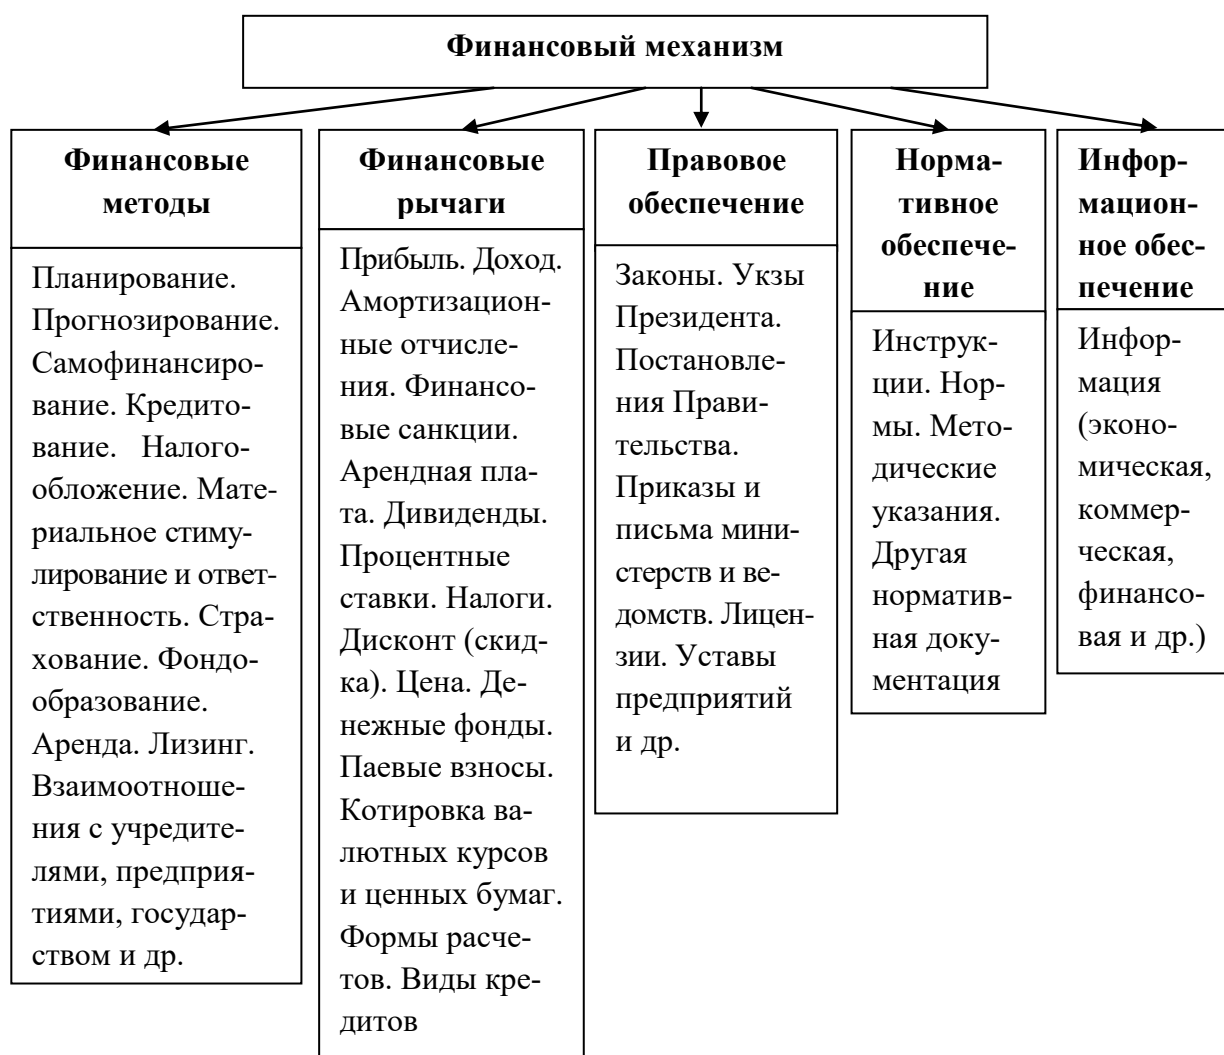 Финансовый механизм
Финансовые
методы
Планирование.
Прогнозирование.
Самофинансиро-
вание. Кредито-
вание. Налого-
обложение. Мате-
риальное стиму-
лирование и ответ-
ственность. Стра-
хование. Фондо-
образование.
Аренда. Лизинг.
Взаимоотноше-
ния с учредите-
лями, предприя-
тиями, государ-
ством и др.
Финансовые
рычаги
Прибыль. Доход.
Амортизацион-
ные отчисле-
ния. Финансо-
вые санкции.
Арендная пла-
та. Дивиденды.
Процентные
ставки. Налоги.
Дисконт (скид-
ка). Цена. Де-
нежные фонды.
Паевые взносы.
Котировка ва-
лютных курсов
и ценных бумаг.
Формы расче-
тов. Виды кре-
дитов
Правовое
обеспечение
Законы. Укзы
Президента.
Постановле-
ния Прави-
тельства.
Приказы и
письма мини-
стерств и ве-
домств. Лицен-
зии. Уставы
предприятий
и др.
Норма-
тивное
обеспече-
ние
Инструк-
ции. Нор-
мы. Мето-
дические
указания.
Другая
норматив-
ная доку-
ментация
Инфор-
мацион-
ное обес-
печение
Инфор-
мация
(эконо-
мическая,
коммер-
ческая,
финансо-
вая и др.)